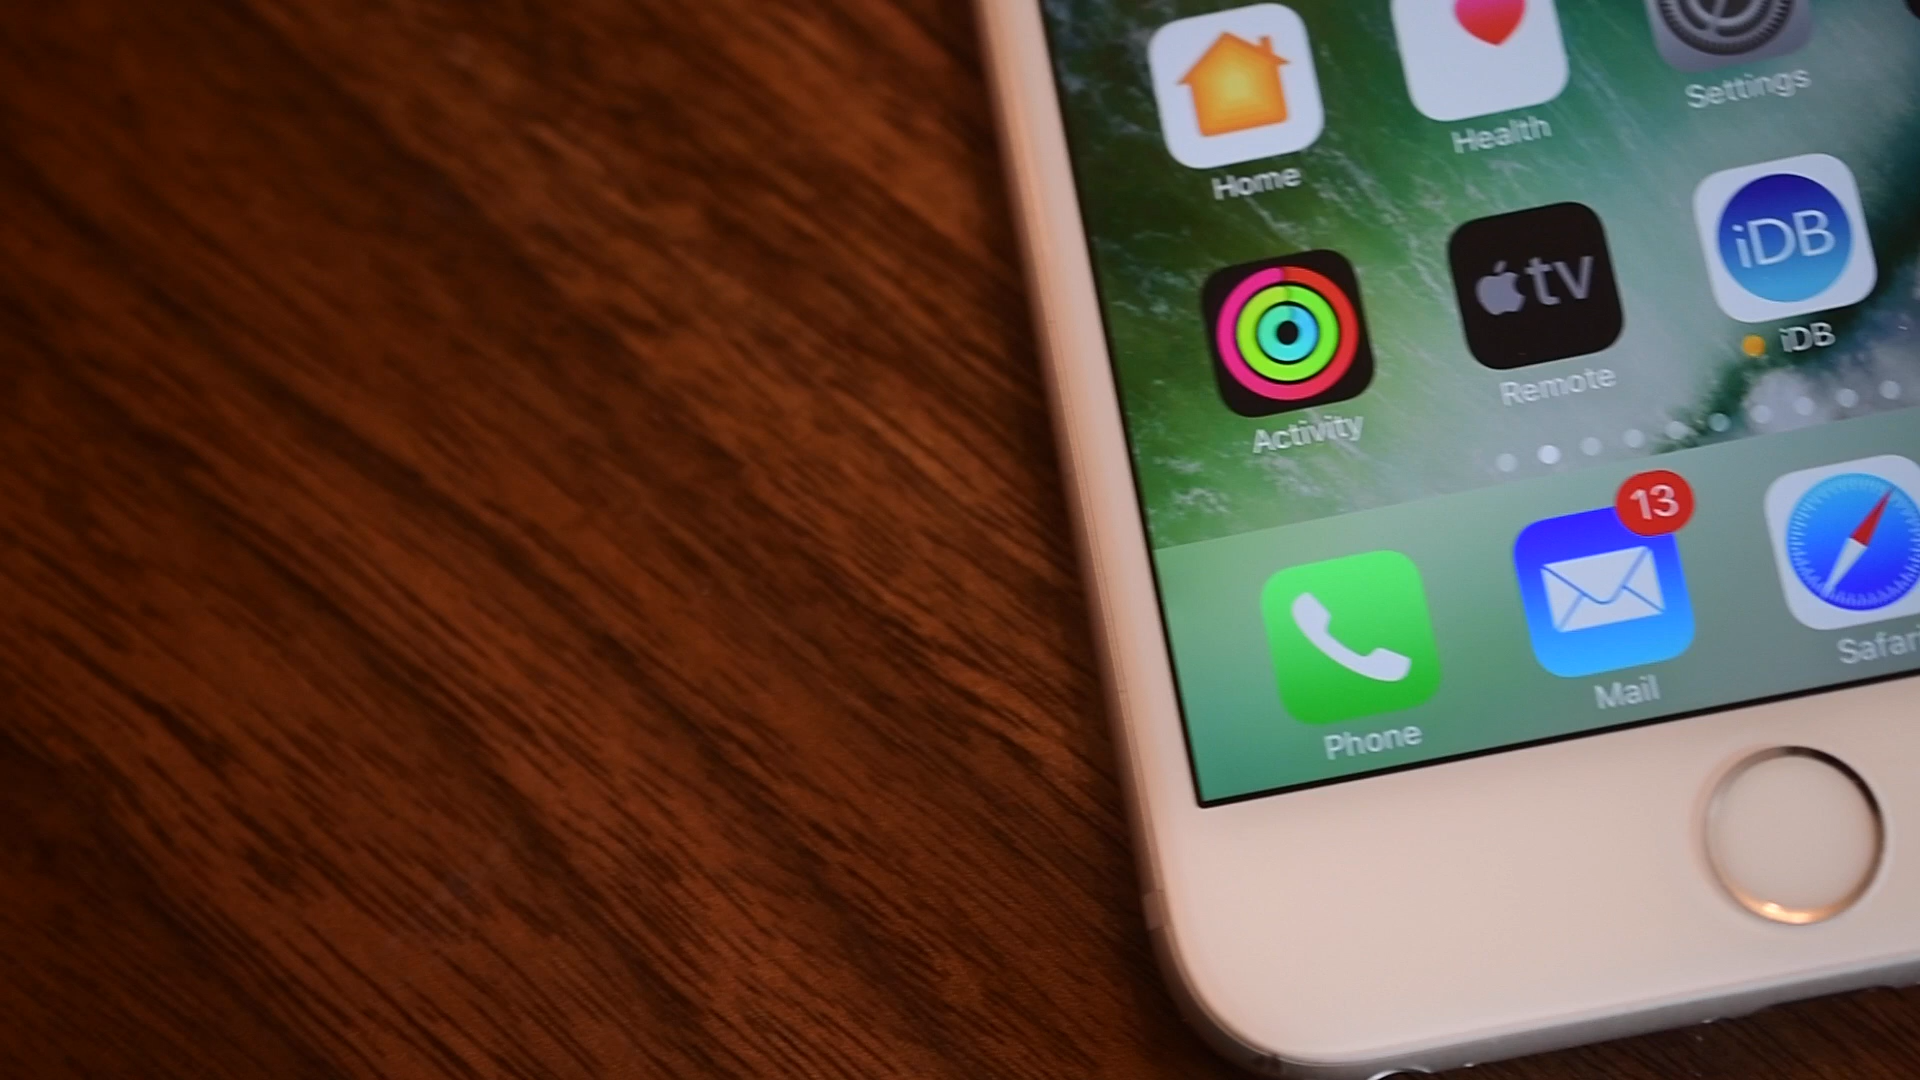 Home
Health
Settings
Activity
tv
Remote
iDB
iDB
13
Phone
Mail
Safari